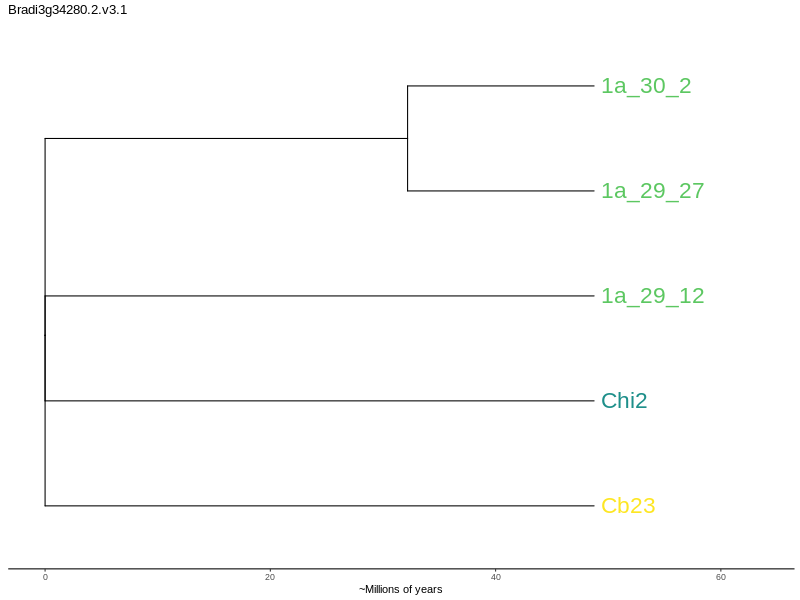 Bradi3g34280.2.v3.1
1a_30_2
1a_29_27
1a_29_12
Chi2
Cb23
0 20 40 60
~Millions of years